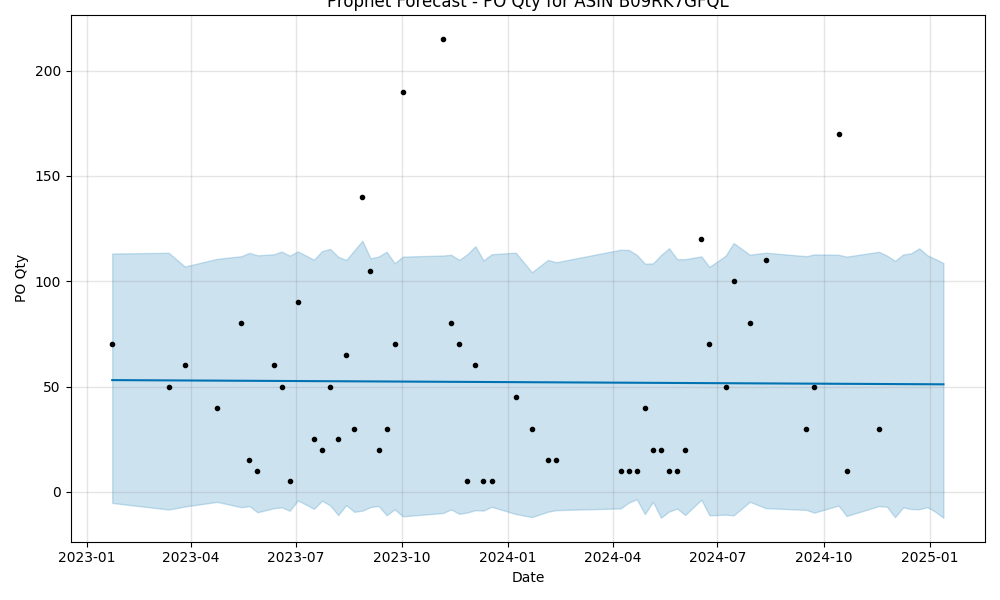 Prophet Forecast - PO Qty for ASIN B09RK7GFQL
200
150
100
50
0
PO Qty
2023-01 2023-04 2023-07 2023-10 2024-01 2024-04 2024-07 2024-10 2025-01
Date